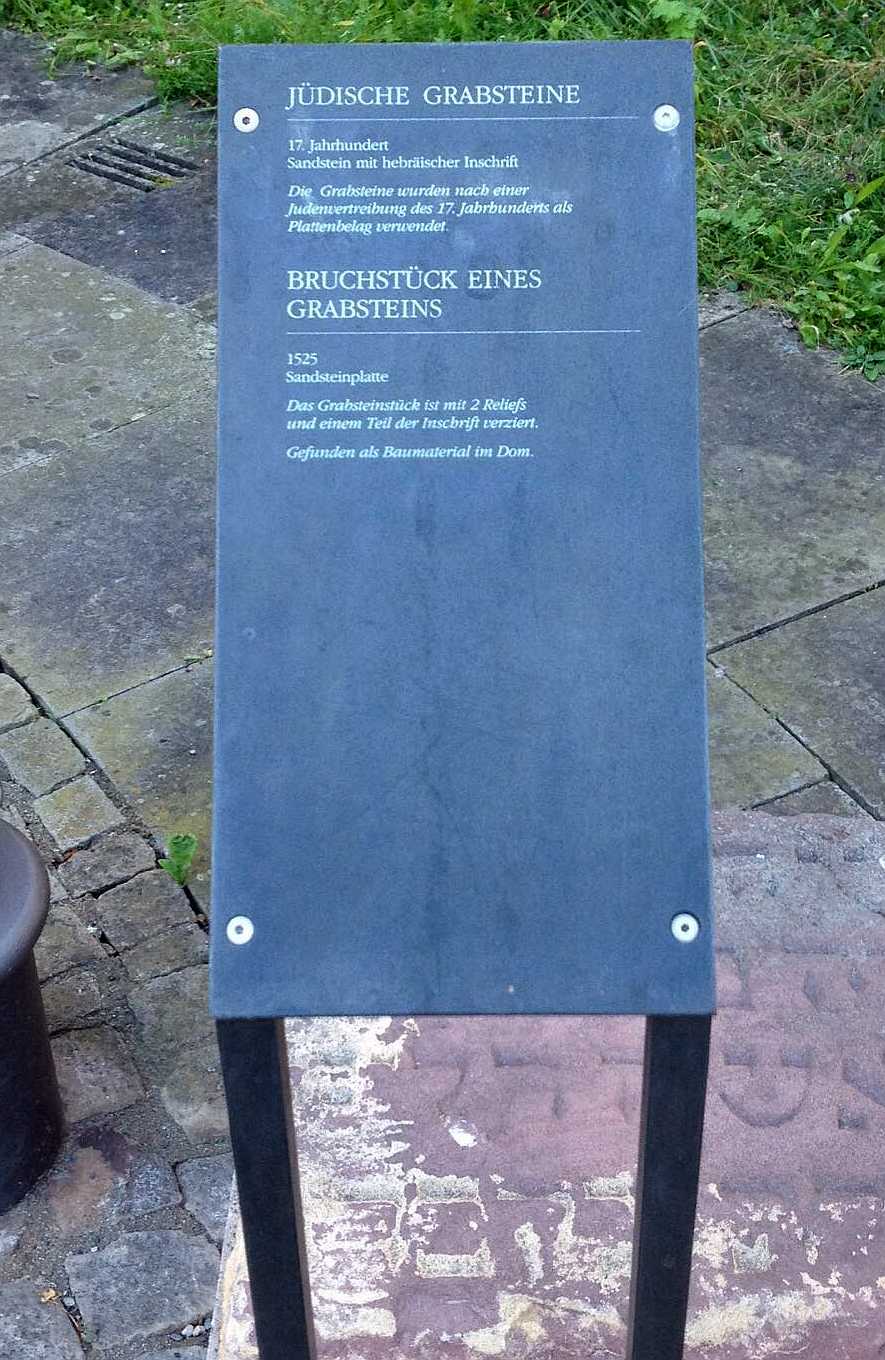 JÜDISCHE GRABSTEINE
17. Jahrhundert
Sandstein mit hebräischer Inschrift
Die Grabsteine wurden nach einer
Judenvertreibung des 17. Jahrhunderts als
Plattenbelag verwendet.
BRUCHSTÜCK EINES
GRABSTEINS
1525
Sandsteinplatte
Das Grabsteinstück ist mit 2 Reliefs
und einem Teil der Inschrift verziert.
Gefunden als Baumaterial im Dom.